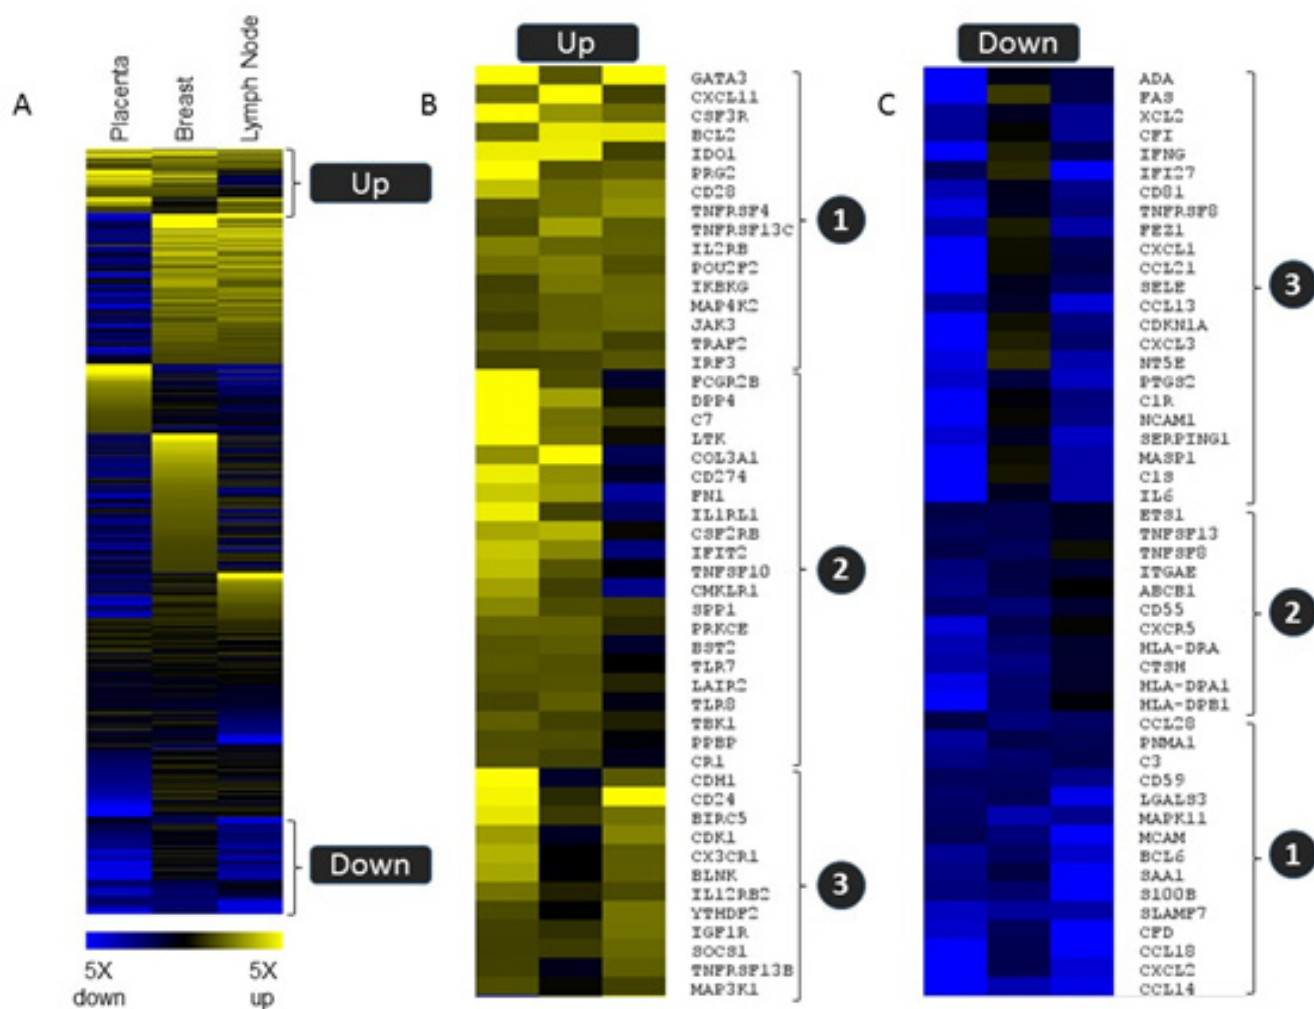 A
Placenta
Breast
Lymph Node
Up
Down
5X
down
5X
up
B
Up
GATA3
CXCL11
CSF3R
BCL2
IDO1
PRG2
CD28
TNFRSF4
TNFRSF13C
IL2RB
POU2F2
IKBKG
MAP4K2
JAK3
TRAF2
IRF3
1
FCGR2B
DPP4
C7
LTK
COL3A1
CD274
FN1
IL1RL1
CSF2RB
IFIT2
TNFSF10
CMKLR1
SPP1
PRKCE
BST2
TLR7
LAIR2
TLR8
TBK1
PPBP
CR1
2
CDH1
CD24
BIRC5
CDK1
CX3CR1
BLNK
IL12RB2
YTHDF2
IGF1R
SOCS1
TNFRSF13B
MAP3K1
3
C
Down
ADA
FAS
XCL2
CFI
IFNG
IFI27
CD81
TNFRSF8
FEZ1
CXCL1
CCL21
SELE
CCL13
CDKN1A
CXCL3
NT5E
PTGS2
C1R
NCAM1
SERPING1
MASP1
C1S
IL6
3
ETS1
TNFSF13
TNFSF8
ITGAE
ABCB1
CD55
CXCR5
HLA-DRA
CTSH
HLA-DPA1
HLA-DPB1
2
CCL28
PNMA1
C3
CD59
LGALS3
MAPK11
MCAM
BCL6
SAA1
S100B
SLAMF7
CFD
CCL18
CXCL2
CCL14
1